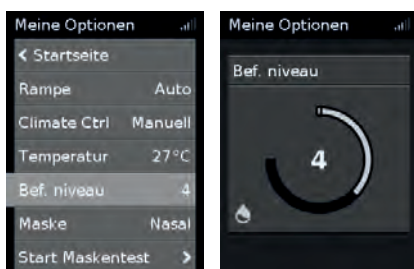 Meine Optionen
< Startseite
Rampe Auto
Climate Ctrl Manuell
Temperatur 27°C
Bef. niveau 4
Maske Nasal
Start Maskentest >
Meine Optionen
Bef. niveau
4